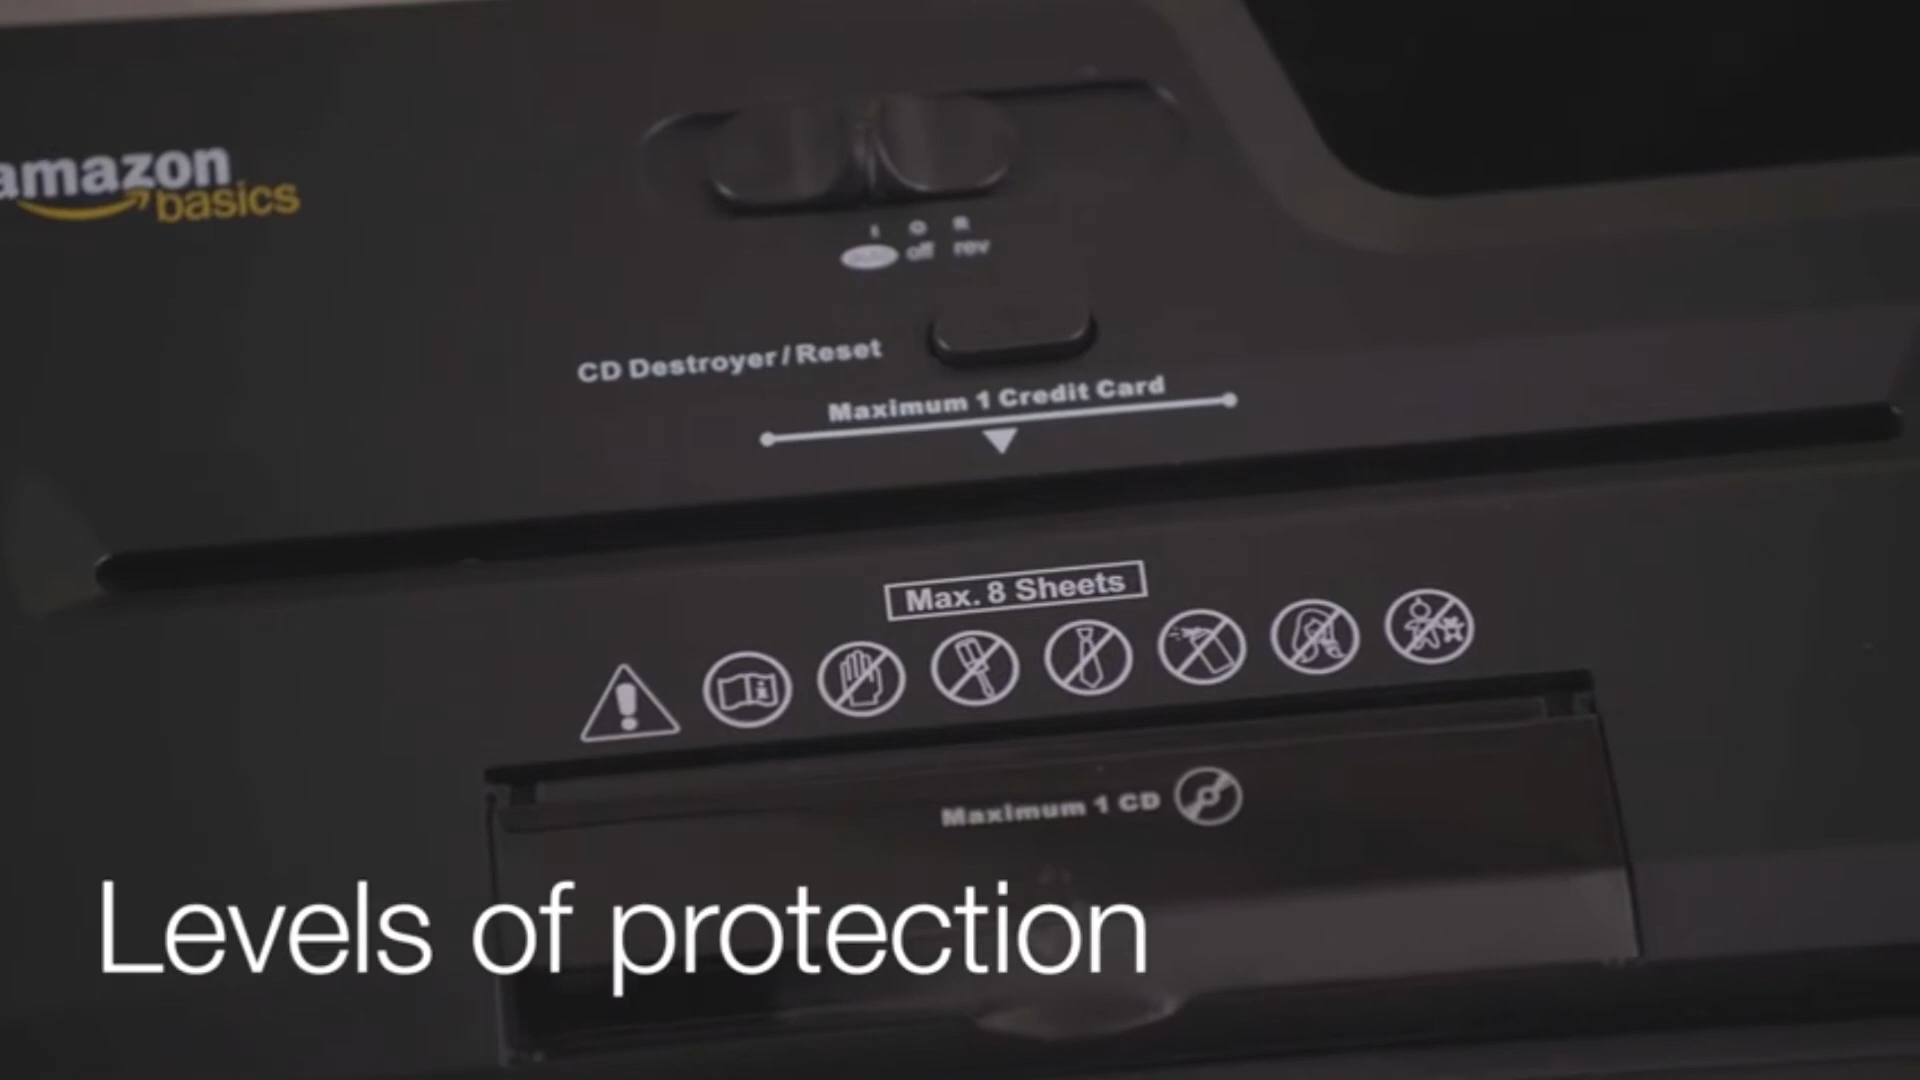 amazon
basics
I O R
off rev
CD Destroyer/Reset
Maximum 1 Credit Card
Max. 8 Sheets
Maximum 1 CD
Levels of protection